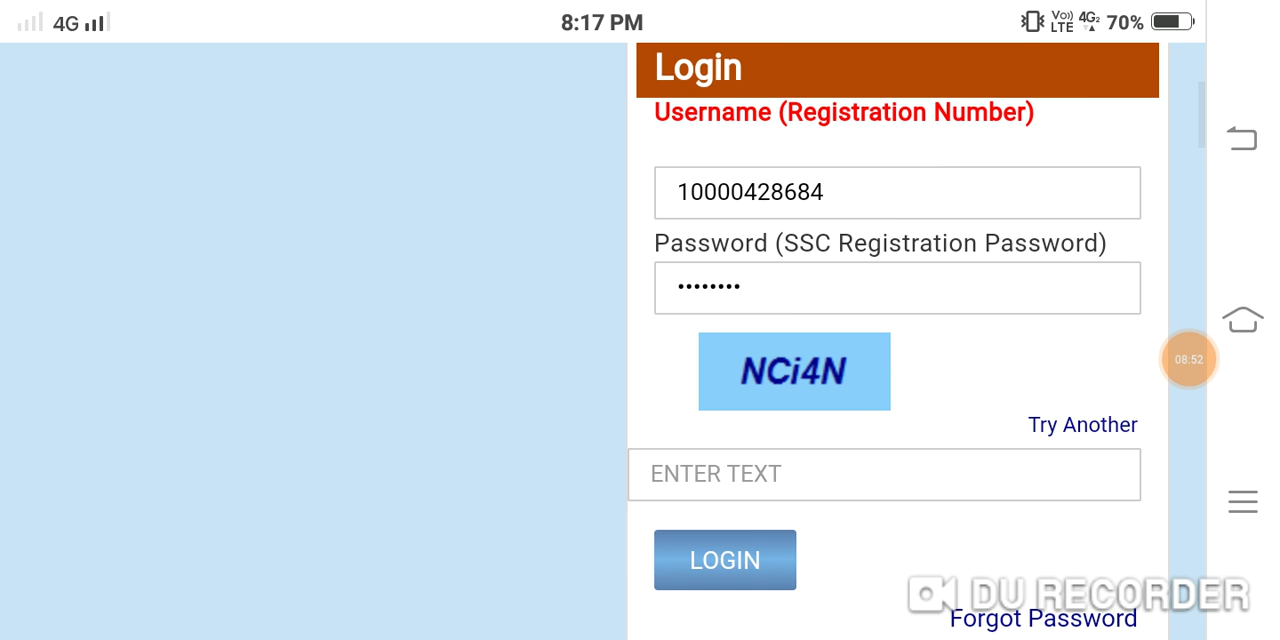 4G 8:17 PM Vo)) LTE 4G2 70%
Login
Username (Registration Number)
10000428684
Password (SSC Registration Password)
••••••••
NCi4N
08:52
Try Another
ENTER TEXT
LOGIN
DU RECORDER
Forgot Password